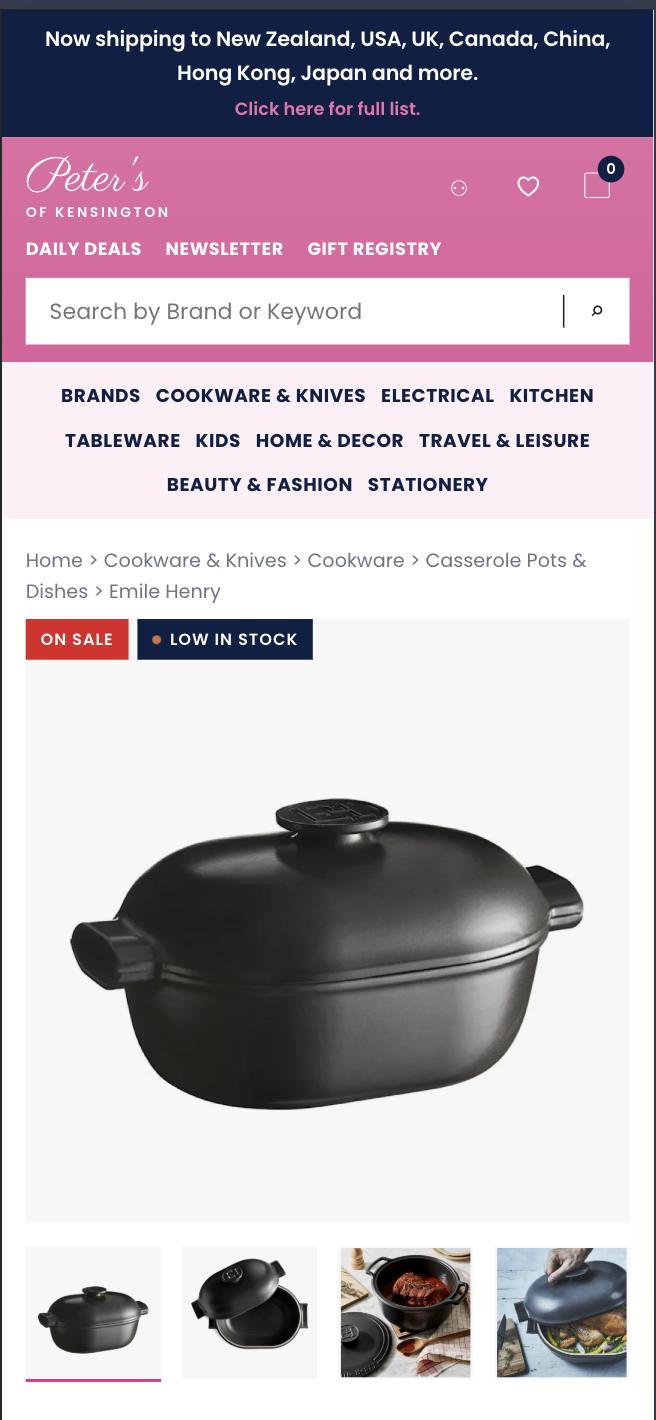 Now shipping to New Zealand, USA, UK, Canada, China,
Hong Kong, Japan and more.
Click here for full list.
Peter's
OF KENSINGTON
0
DAILY DEALS NEWSLETTER GIFT REGISTRY
Search by Brand or Keyword
BRANDS COOKWARE & KNIVES ELECTRICAL KITCHEN
TABLEWARE KIDS HOME & DECOR TRAVEL & LEISURE
BEAUTY & FASHION STATIONERY
Home > Cookware & Knives > Cookware > Casserole Pots &
Dishes > Emile Henry
ON SALE LOW IN STOCK